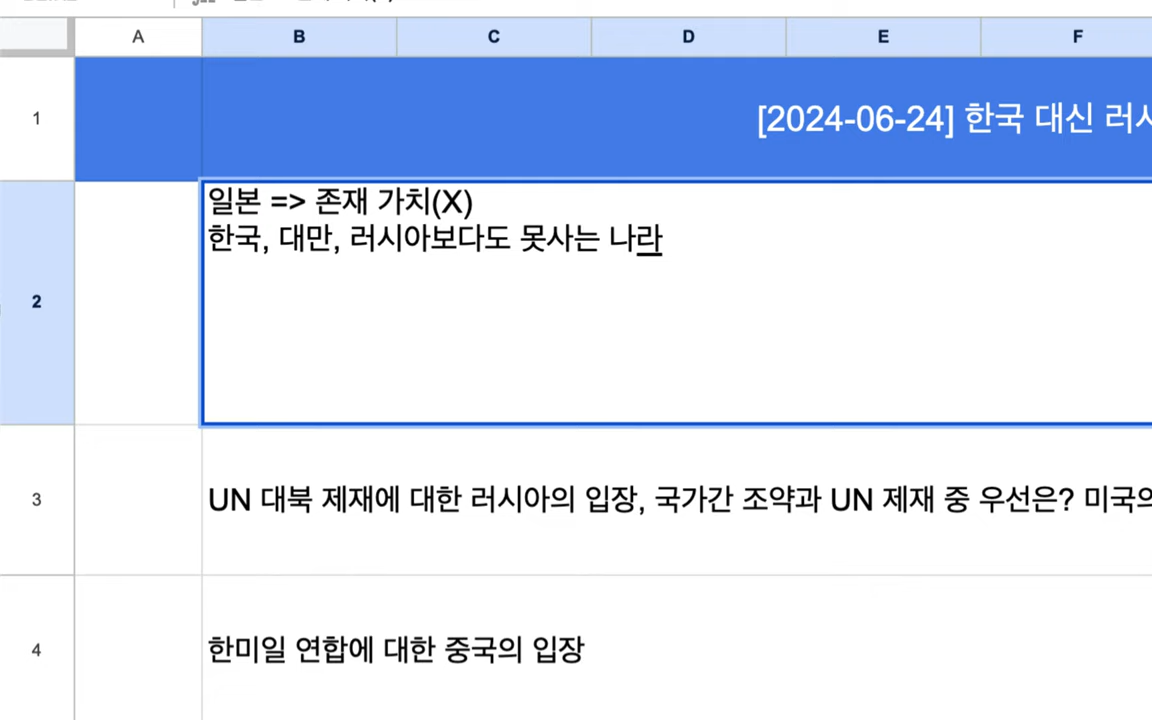 A B C D E F
1
[2024-06-24] 한국 대신 러시
2
일본 => 존재 가치(X)
한국, 대만, 러시아보다도 못사는 나라
3
UN 대북 제재에 대한 러시아의 입장, 국가간 조약과 UN 제재 중 우선은? 미국의
4
한미일 연합에 대한 중국의 입장